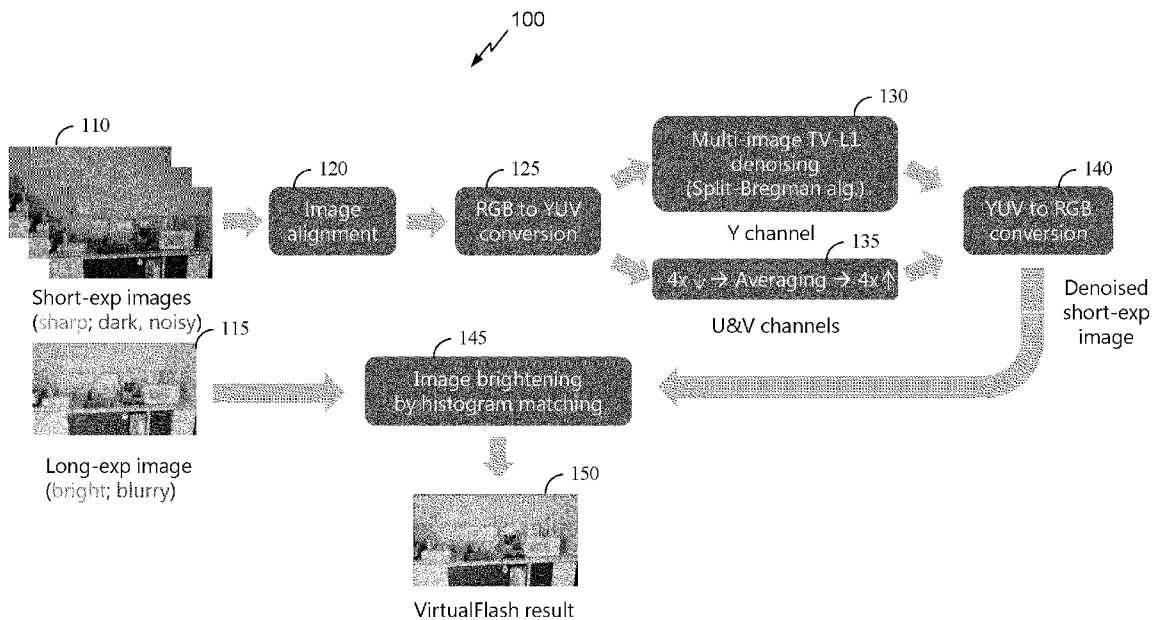 100
110
120
125
130
140
Multi-image TV-L1
denoising
(Split-Bregman alg.)
Image
alignment
RGB to YUV
conversion
YUV to RGB
conversion
Y channel
135
4x ↓ → Averaging → 4x ↑
U&V channels
Short-exp images
(sharp; dark, noisy)
Denoised
short-exp
image
115
145
Image brightening
by histogram matching
Long-exp image
(bright; blurry)
150
VirtualFlash result